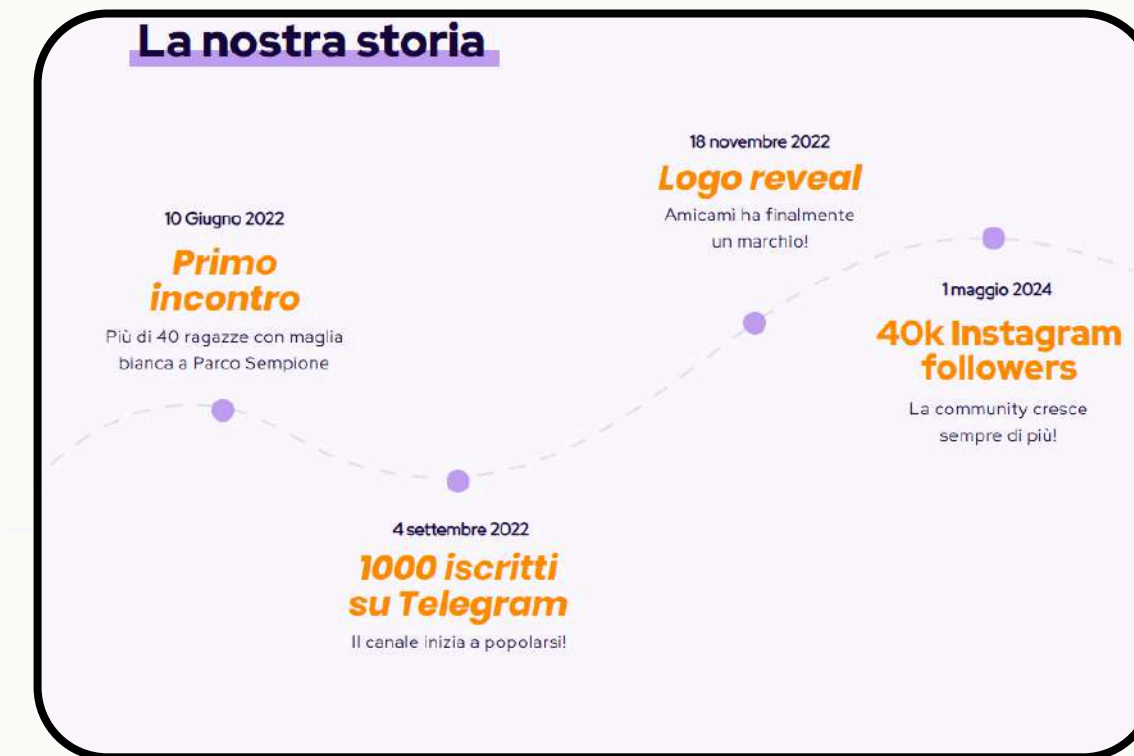 La nostra storia
10 Giugno 2022
Primo
incontro
Più di 40 ragazze con maglia
bianca a Parco Sempione
4 settembre 2022
1000 iscritti
su Telegram
Il canale inizia a popolarsi!
18 novembre 2022
Logo reveal
Amicami ha finalmente
un marchio!
1 maggio 2024
40k Instagram
followers
La community cresce
sempre di più!